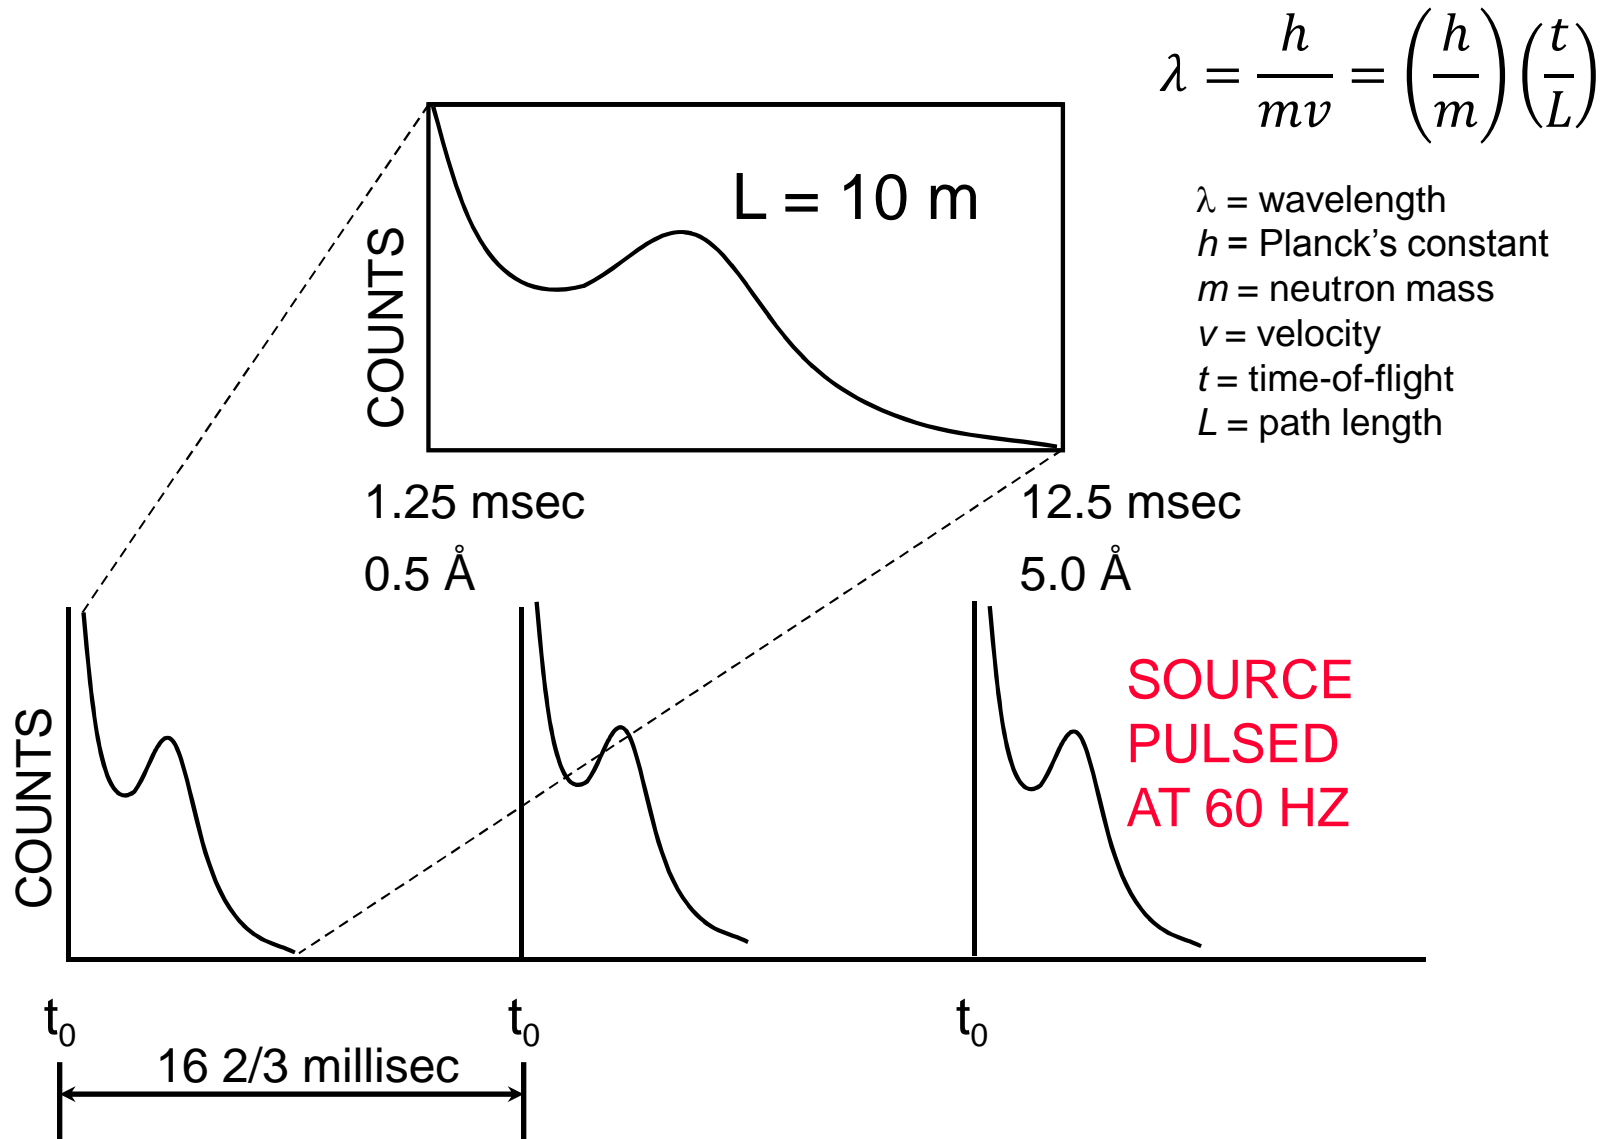 λ = h/mv = (h/m)(t/L)
L = 10 m
COUNTS
λ = wavelength
h = Planck’s constant
m = neutron mass
v = velocity
t = time-of-flight
L = path length
1.25 msec
12.5 msec
0.5 Å
5.0 Å
COUNTS
SOURCE
PULSED
AT 60 HZ
t₀
t₀
t₀
16 2/3 millisec